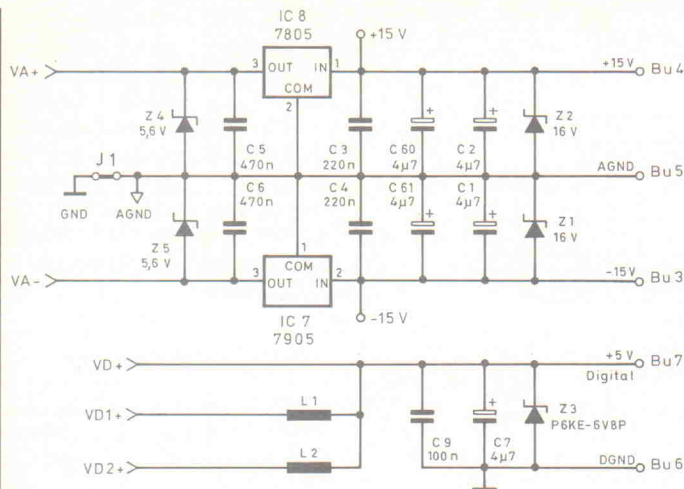 IC 8
7805
+15 V
VA+
3
OUT
IN
1
+15V
Bu 4
COM
2
Z 4
5,6 V
Z 2
16 V
C 5
470n
C 3
220n
C 60
4µ7
C 2
4µ7
J 1
AGND
Bu 5
GND
AGND
C 6
470n
C 4
220n
C 61
4µ7
C 1
4µ7
Z 5
5,6 V
Z 1
16 V
1
COM
VA-
3
OUT
IN
2
-15V
Bu 3
IC 7
7905
-15 V
VD+
+5 V
Bu 7
Digital
VD1+
L 1
Z 3
P6KE-6V8P
C 9
100n
C 7
4µ7
VD2+
L 2
DGND
Bu 6